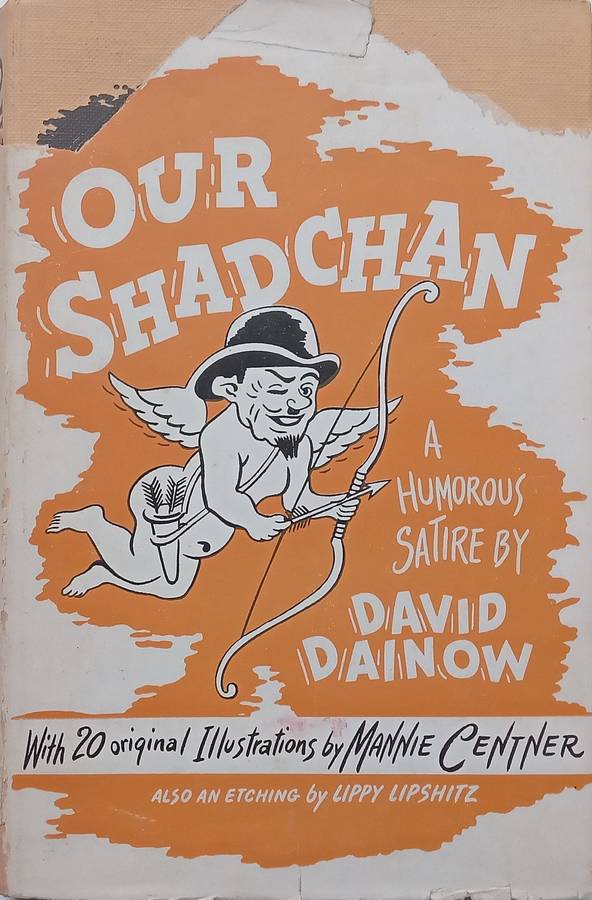 OUR
SHADCHAN
A
HUMOROUS
SATIRE BY
DAVID
DAINOW
With 20 original Illustrations by MANNIE CENTNER
ALSO AN ETCHING by LIPPY LIPSHITZ